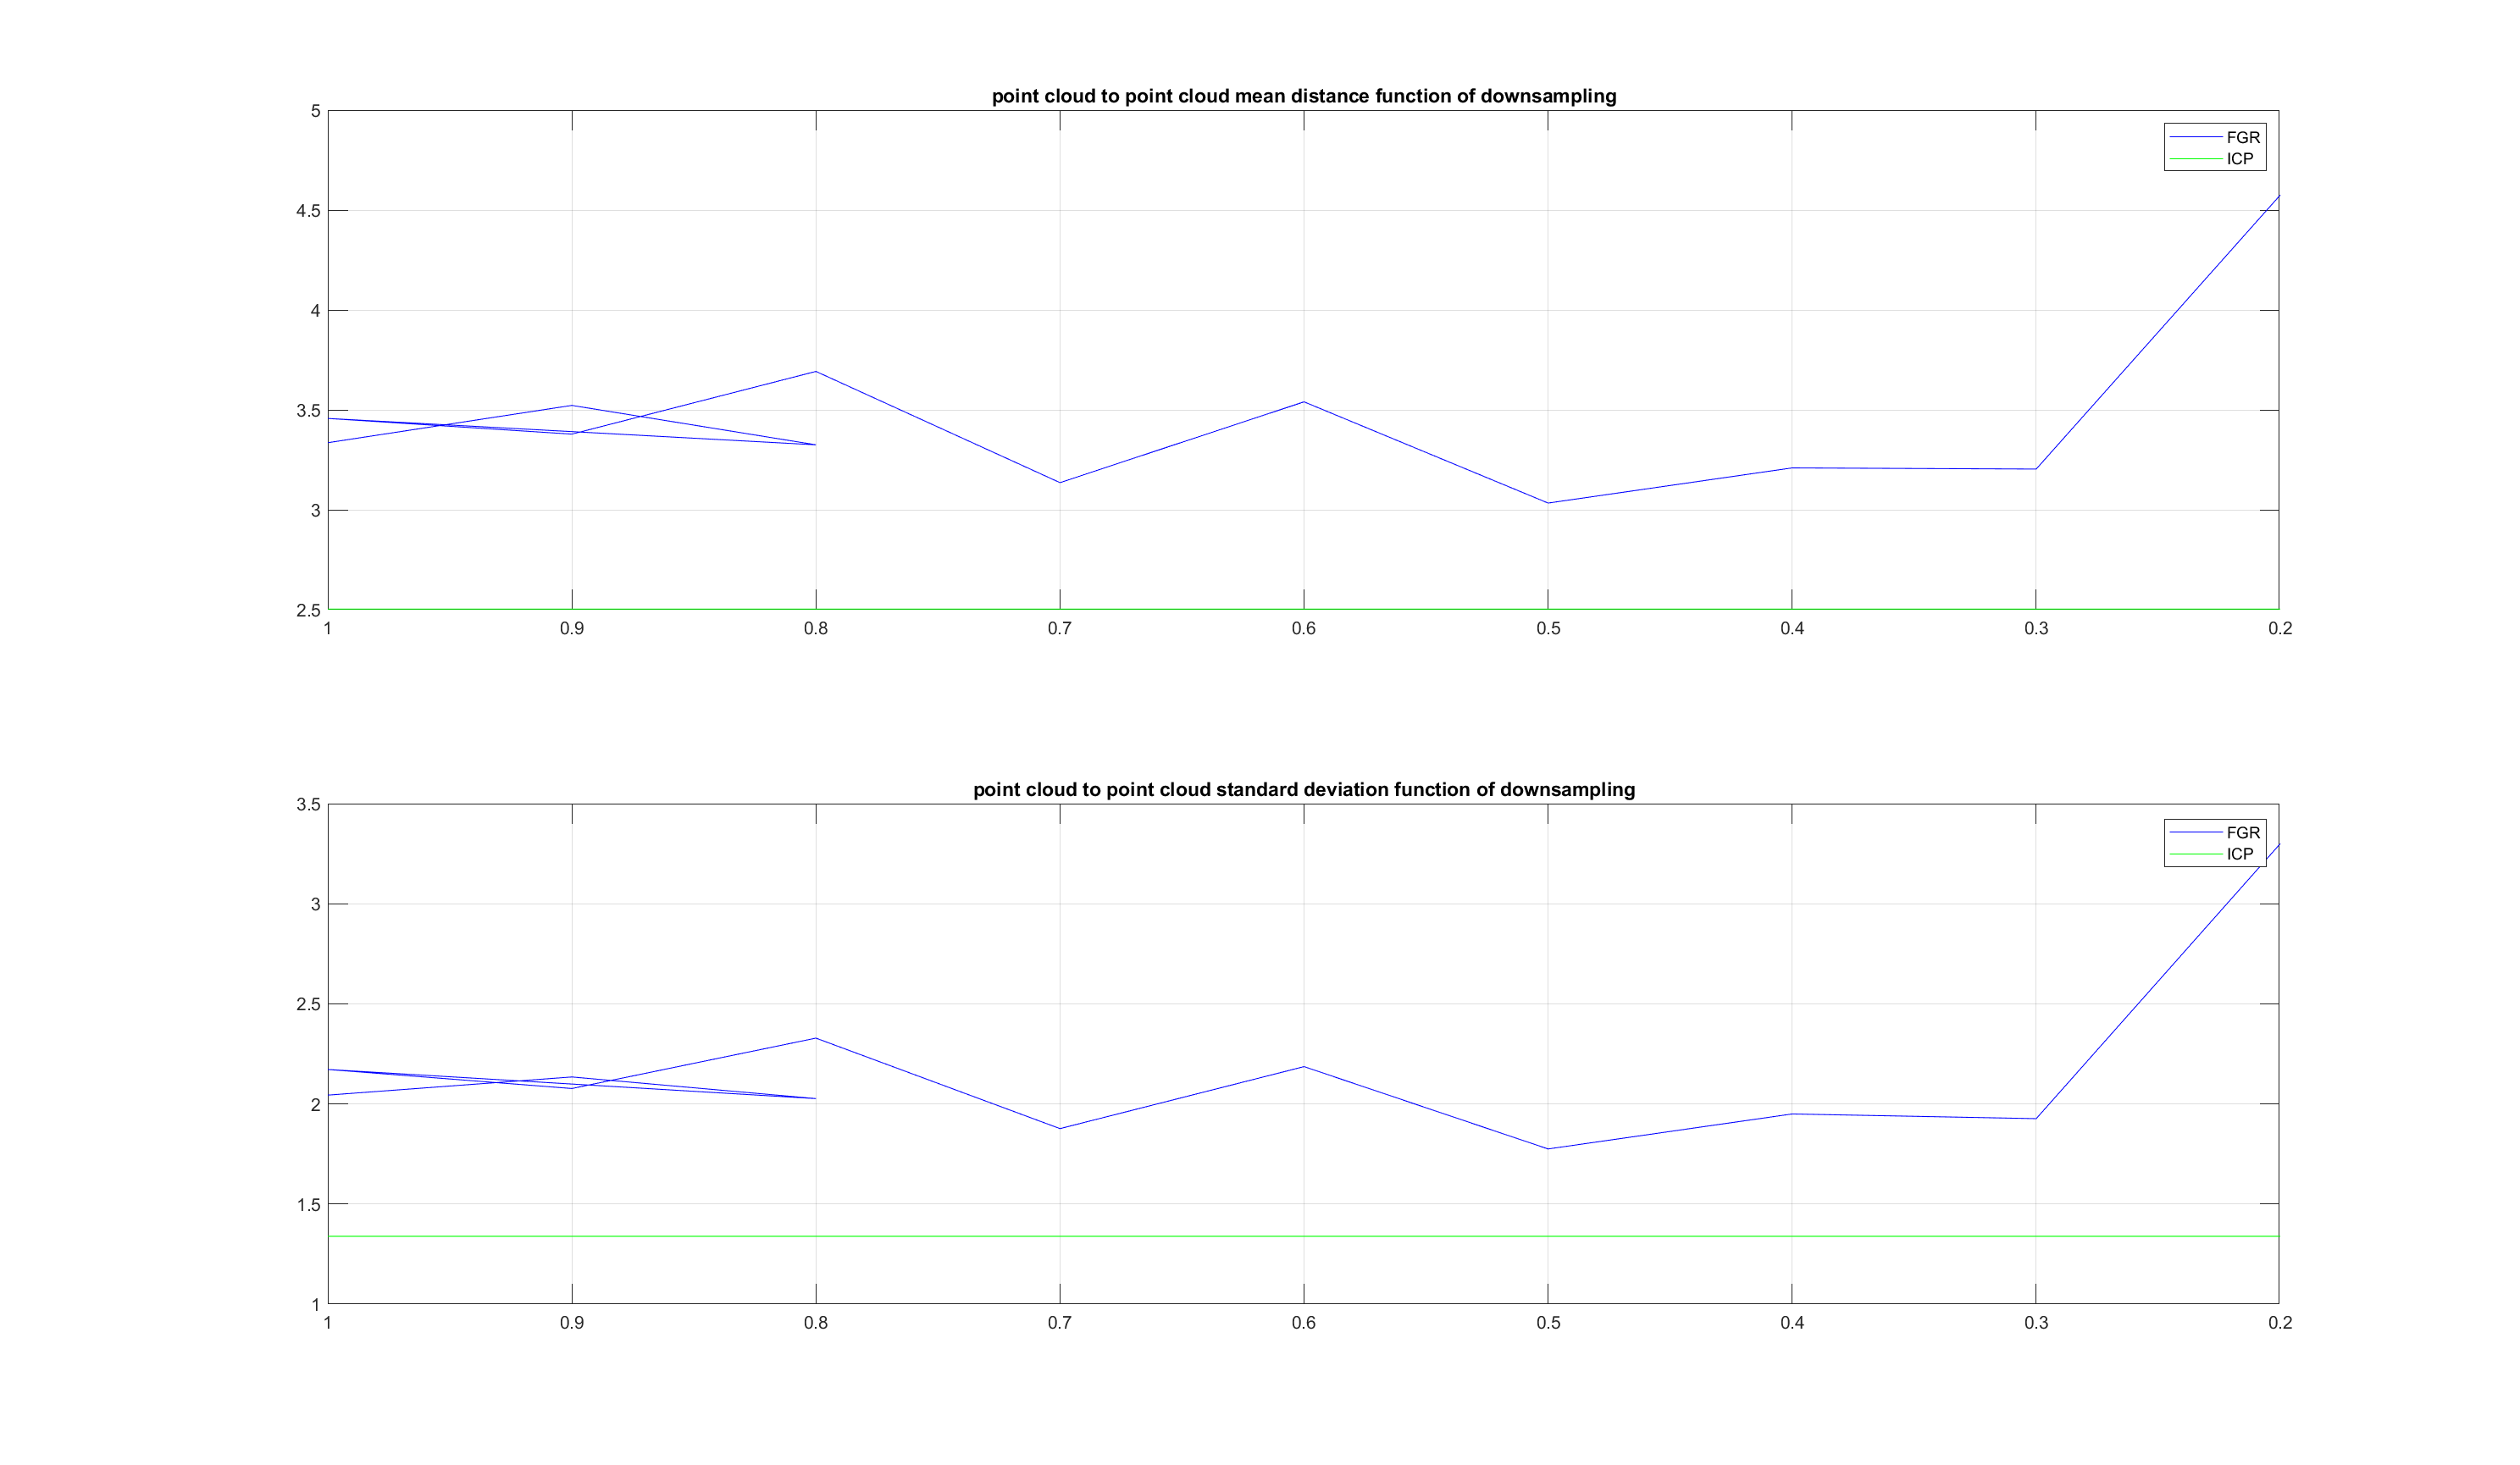 point cloud to point cloud mean distance function of downsampling
5
4.5
4
3.5
3
2.5
FGR
ICP
1 0.9 0.8 0.7 0.6 0.5 0.4 0.3 0.2
point cloud to point cloud standard deviation function of downsampling
3.5
3
2.5
2
1.5
1
FGR
ICP
1 0.9 0.8 0.7 0.6 0.5 0.4 0.3 0.2